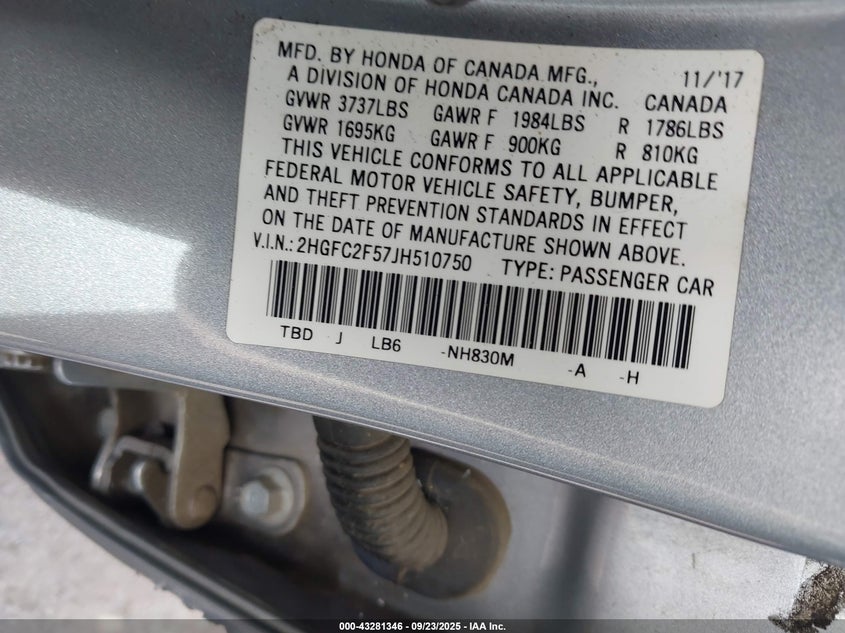 MFD. BY HONDA OF CANADA MFG., 11/'17
A DIVISION OF HONDA CANADA INC. CANADA
GVWR 3737LBS GAWR F 1984LBS R 1786LBS
GVWR 1695KG GAWR F 900KG R 810KG
THIS VEHICLE CONFORMS TO ALL APPLICABLE
FEDERAL MOTOR VEHICLE SAFETY, BUMPER,
AND THEFT PREVENTION STANDARDS IN EFFECT
ON THE DATE OF MANUFACTURE SHOWN ABOVE.
V.I.N.: 2HGFC2F57JH510750 TYPE: PASSENGER CAR
TBD J LB6 -NH830M -A -H
000-43281346 - 09/23/2025 - IAA Inc.